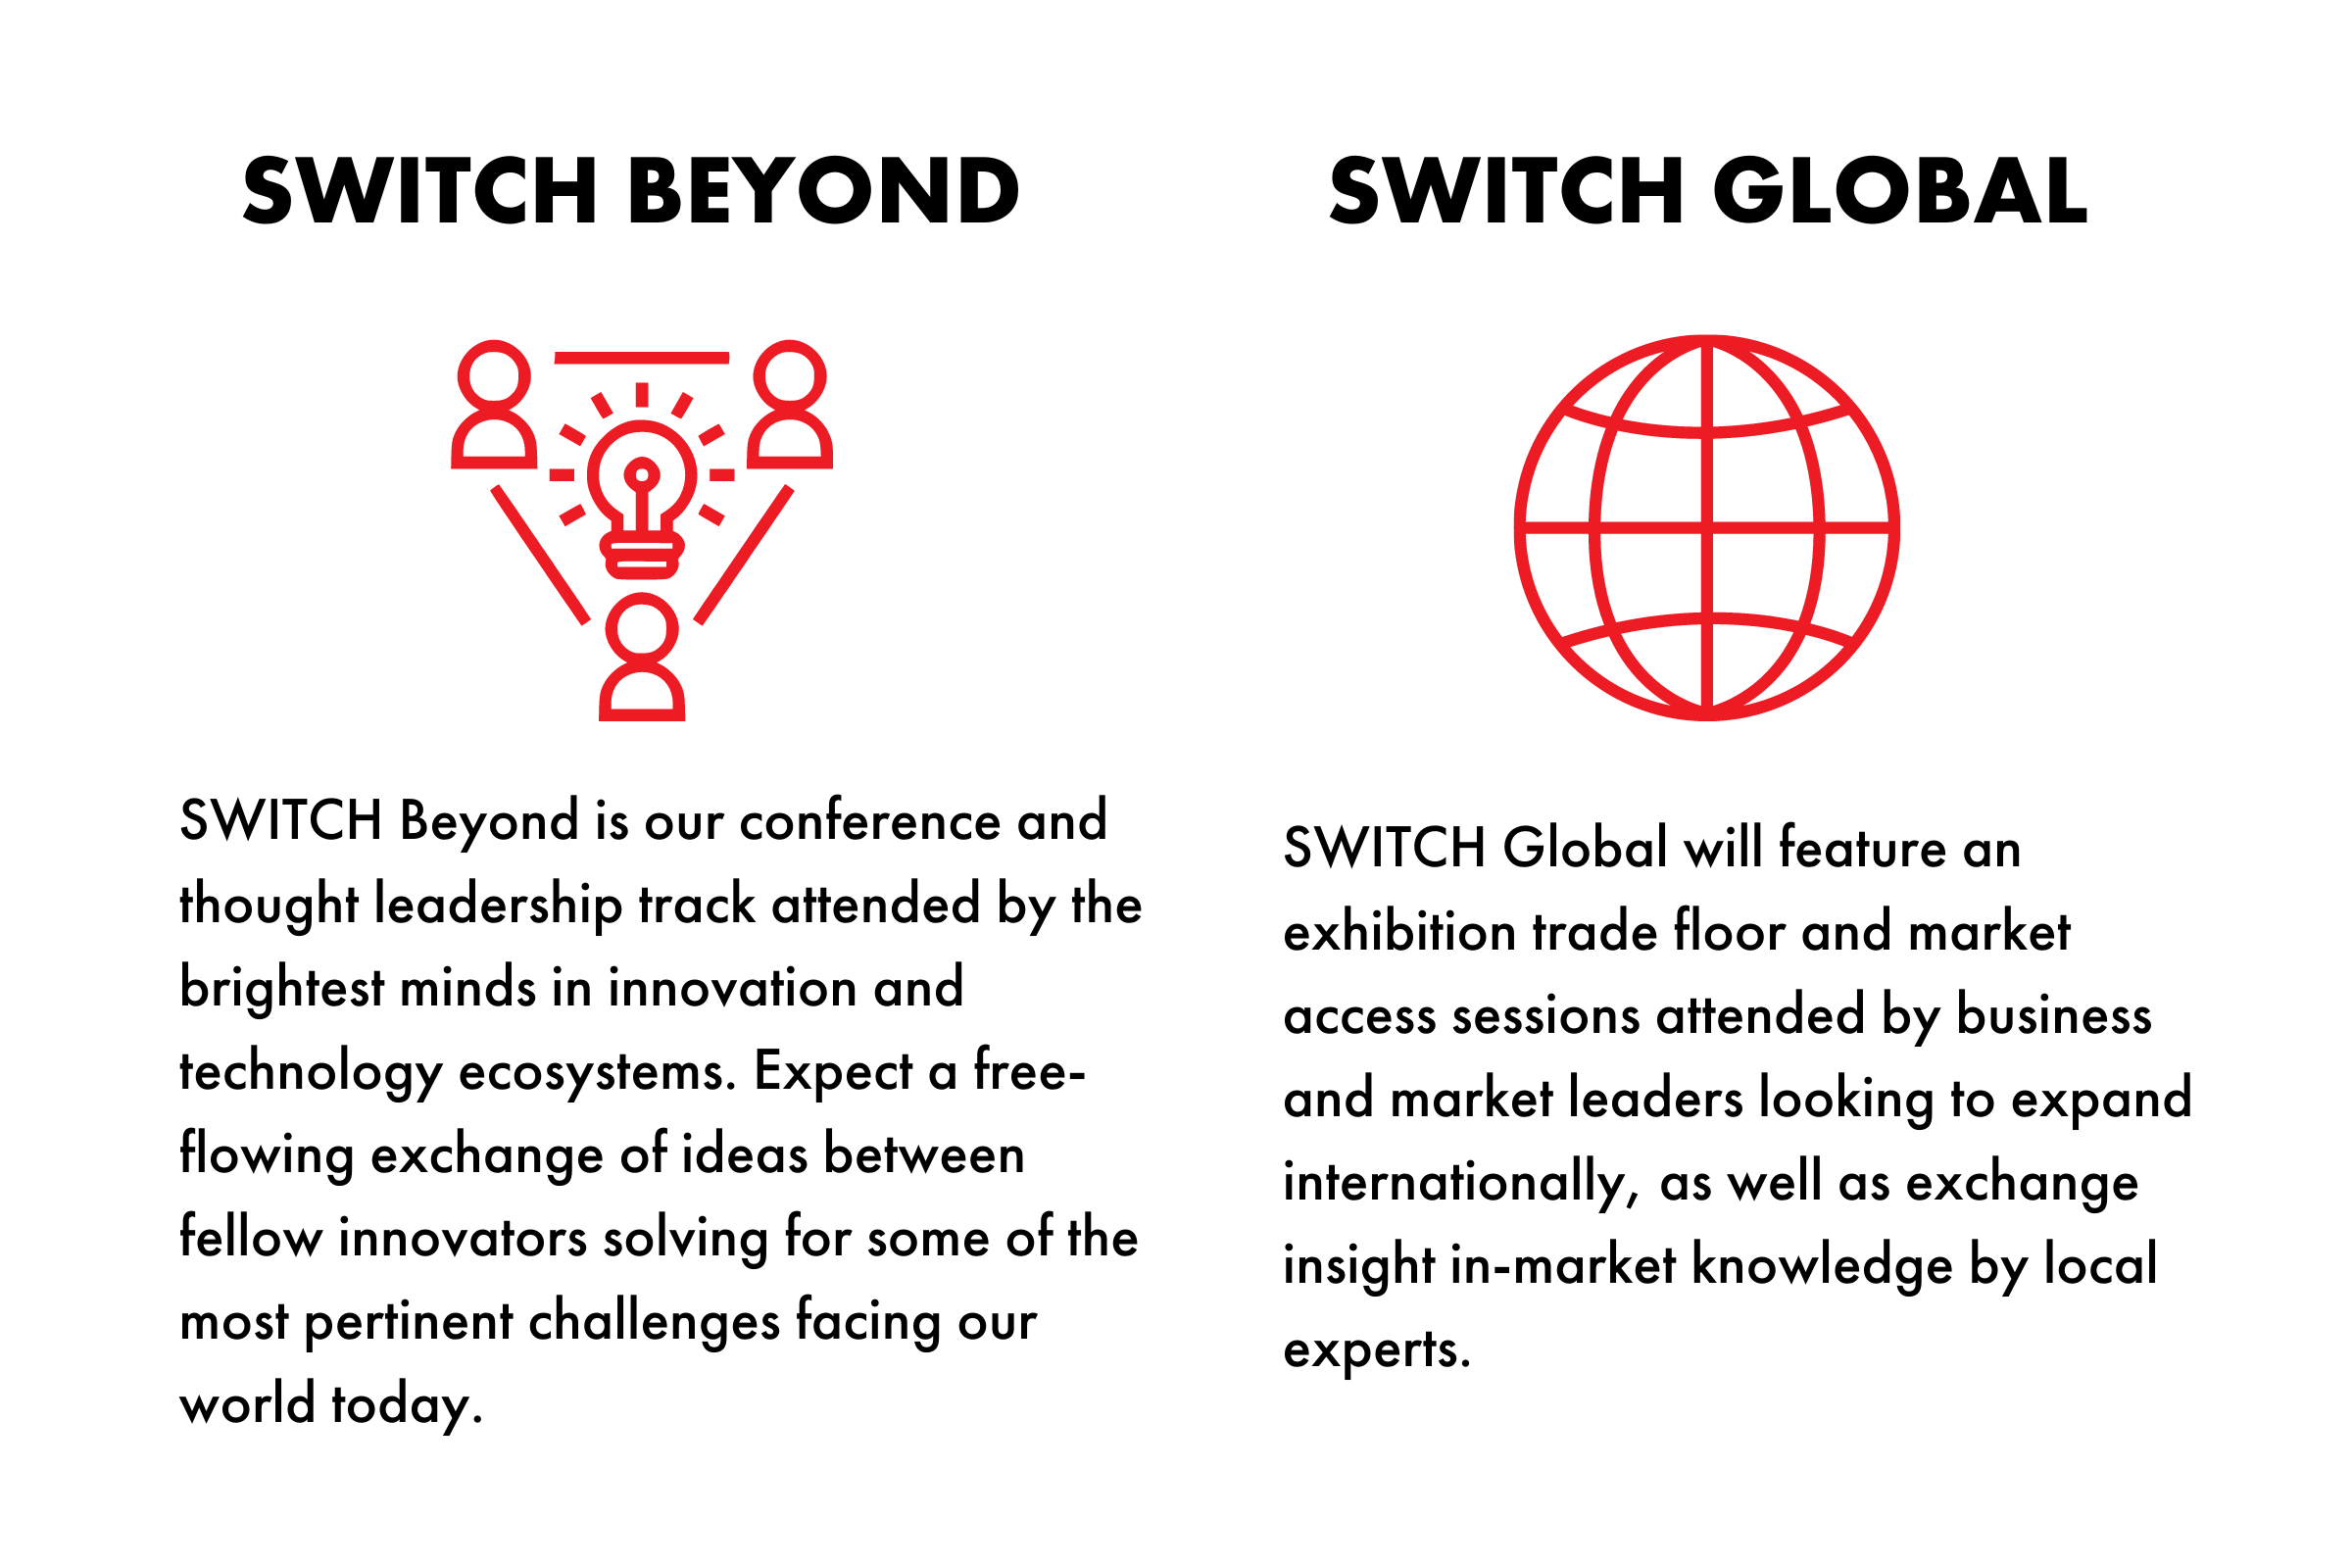 SWITCH BEYOND
SWITCH Beyond is our conference and
thought leadership track attended by the
brightest minds in innovation and
technology ecosystems. Expect a free-
flowing exchange of ideas between
fellow innovators solving for some of the
most pertinent challenges facing our
world today.
SWITCH GLOBAL
SWITCH Global will feature an
exhibition trade floor and market
access sessions attended by business
and market leaders looking to expand
internationally, as well as exchange
insight in-market knowledge by local
experts.